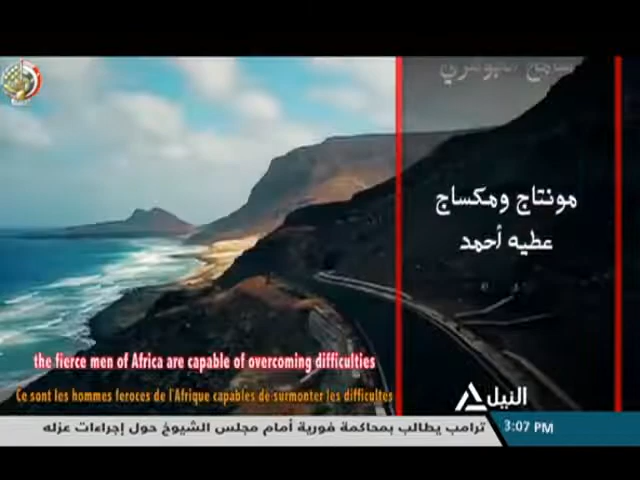 مونتاج ومكساج
عطيه أحمد
the fierce men of Africa are capable of overcoming difficulties
Ce sont les hommes feroces de l'Afrique capables de surmonter les difficultes
النيل
ترامب يطالب بمحاكمة فورية أمام مجلس الشيوخ حول إجراءات عزله
3:07 PM